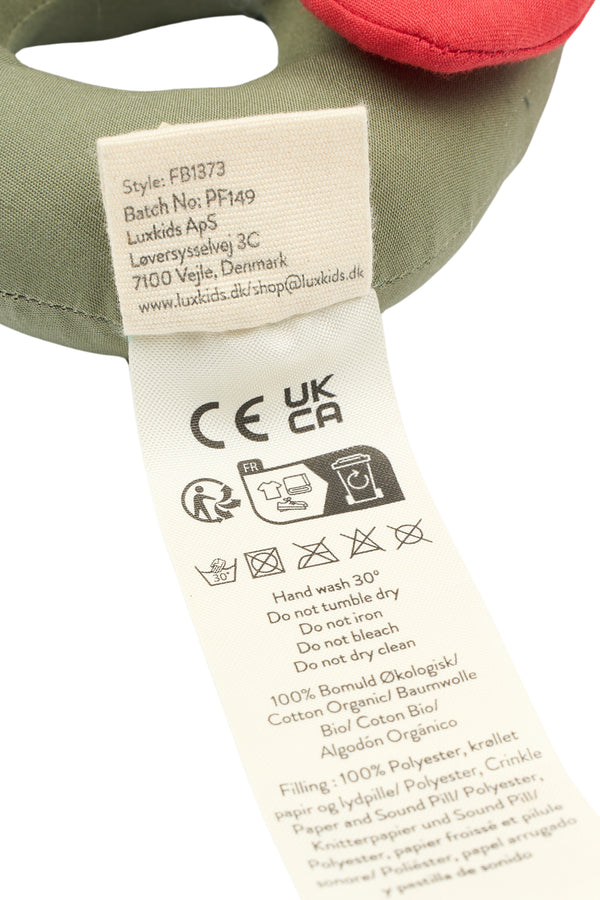 Style: FB1373
Batch No: PF149
Luxkids ApS
Løversysselvej 3C
7100 Vejle, Denmark
www.luxkids.dk/shop@luxkids.dk
CE UK
CA
FR
30°
Hand wash 30°
Do not tumble dry
Do not iron
Do not bleach
Do not dry clean
100% Bomuld Økologisk/
Cotton Organic/ Baumwolle
Bio/ Coton Bio/
Algodón Orgánico
Filling : 100% Polyester, krøllet
papir og lydpille/ Polyester, Crinkle
Paper and Sound Pill/ Polyester,
Knitterpapier und Sound Pill/
Polyester, papier froissé et pilule
sonore/ Poliéster, papel arrugado
y pastilla de sonido